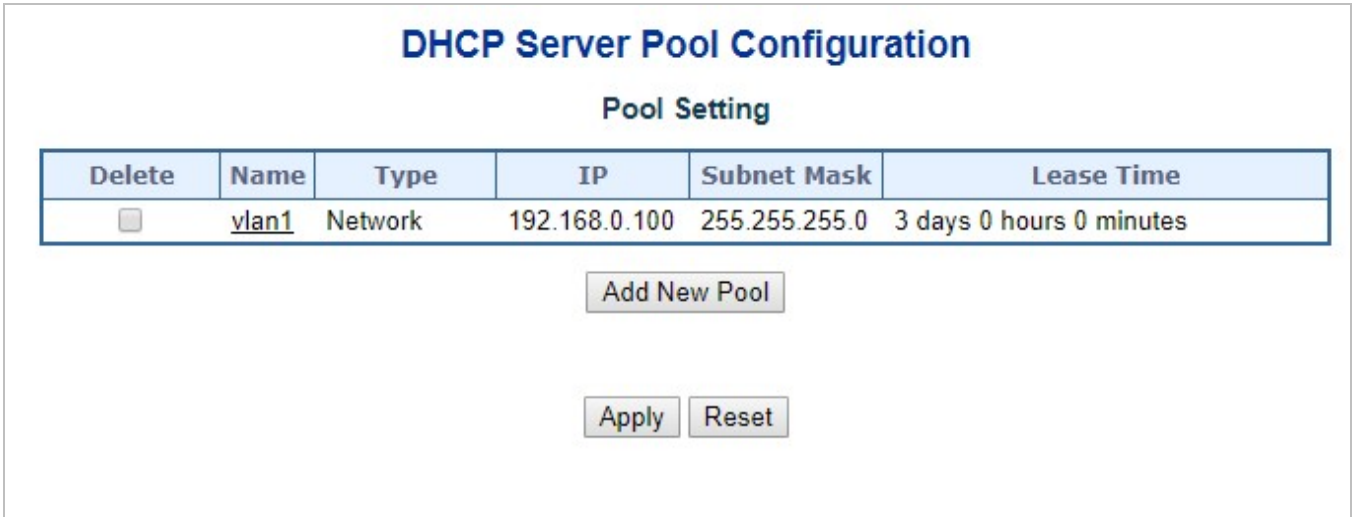 DHCP Server Pool Configuration
Pool Setting
Delete Name Type IP Subnet Mask Lease Time
vlan1 Network 192.168.0.100 255.255.255.0 3 days 0 hours 0 minutes
Add New Pool
Apply Reset